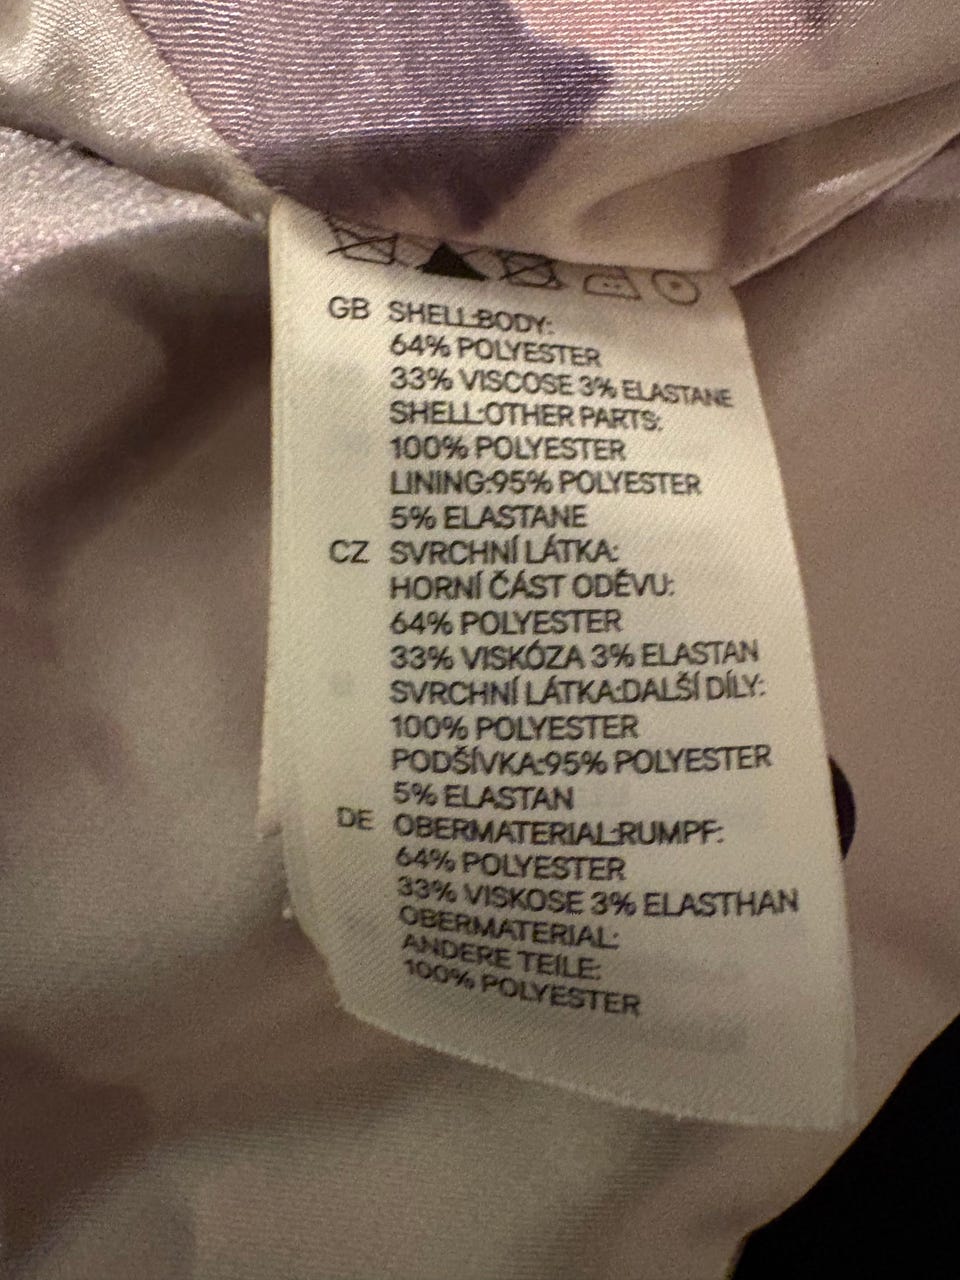 GB SHELL:BODY:
64% POLYESTER
33% VISCOSE 3% ELASTANE
SHELL:OTHER PARTS:
100% POLYESTER
LINING:95% POLYESTER
5% ELASTANE
CZ SVRCHNÍ LÁTKA:
HORNÍ ČÁST ODĚVU:
64% POLYESTER
33% VISKÓZA 3% ELASTAN
SVRCHNÍ LÁTKA:DALŠÍ DÍLY:
100% POLYESTER
PODŠÍVKA:95% POLYESTER
5% ELASTAN
DE OBERMATERIAL:RUMPF:
64% POLYESTER
33% VISKOSE 3% ELASTHAN
OBERMATERIAL:
ANDERE TEILE:
100% POLYESTER